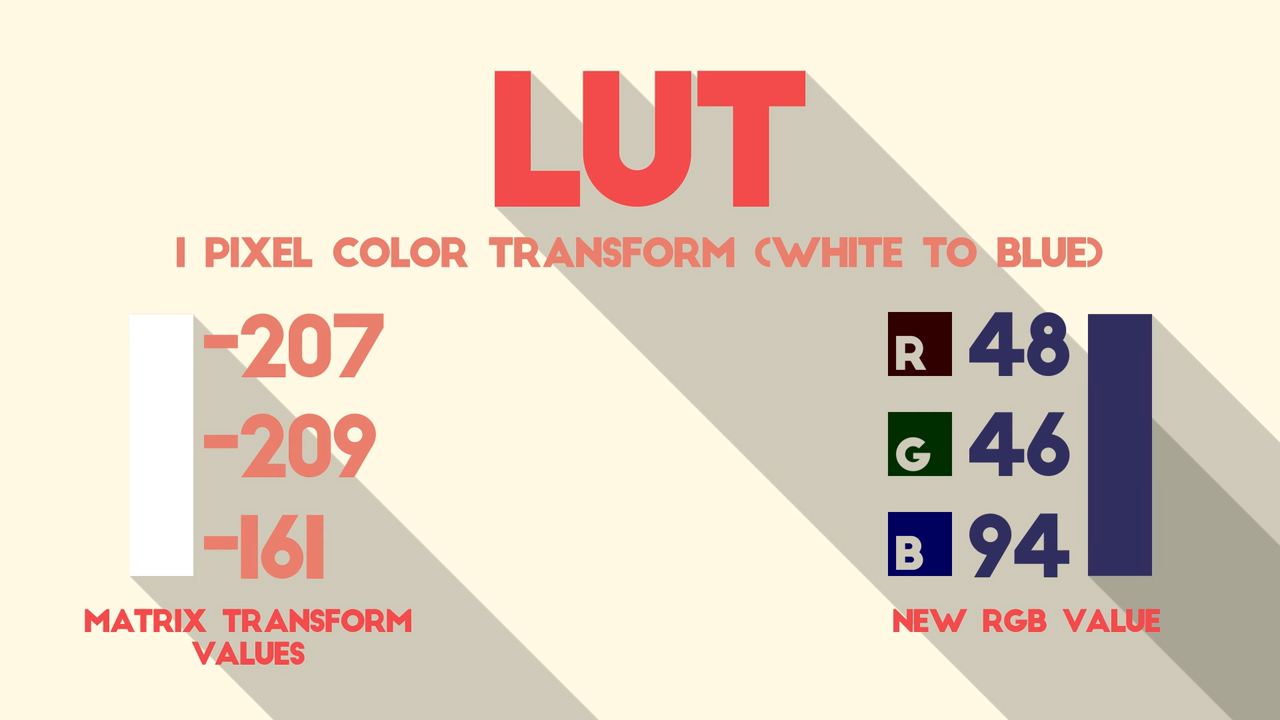 LUT
1 PIXEL COLOR TRANSFORM (WHITE TO BLUE)
-207
-209
-161
MATRIX TRANSFORM
VALUES
R 48
G 46
B 94
NEW RGB VALUE